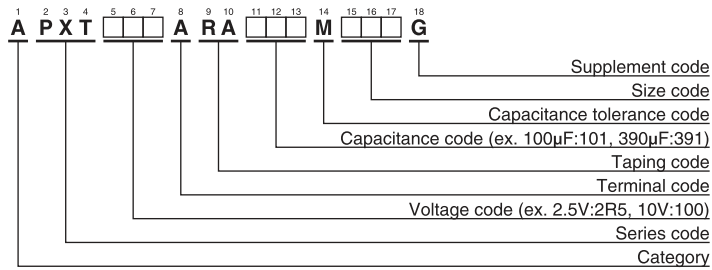 1 2 3 4 5 6 7 8 9 10 11 12 13 14 15 16 17 18
A P X T A R A M G
Supplement code
Size code
Capacitance tolerance code
Capacitance code (ex. 100µF:101, 390µF:391)
Taping code
Terminal code
Voltage code (ex. 2.5V:2R5, 10V:100)
Series code
Category